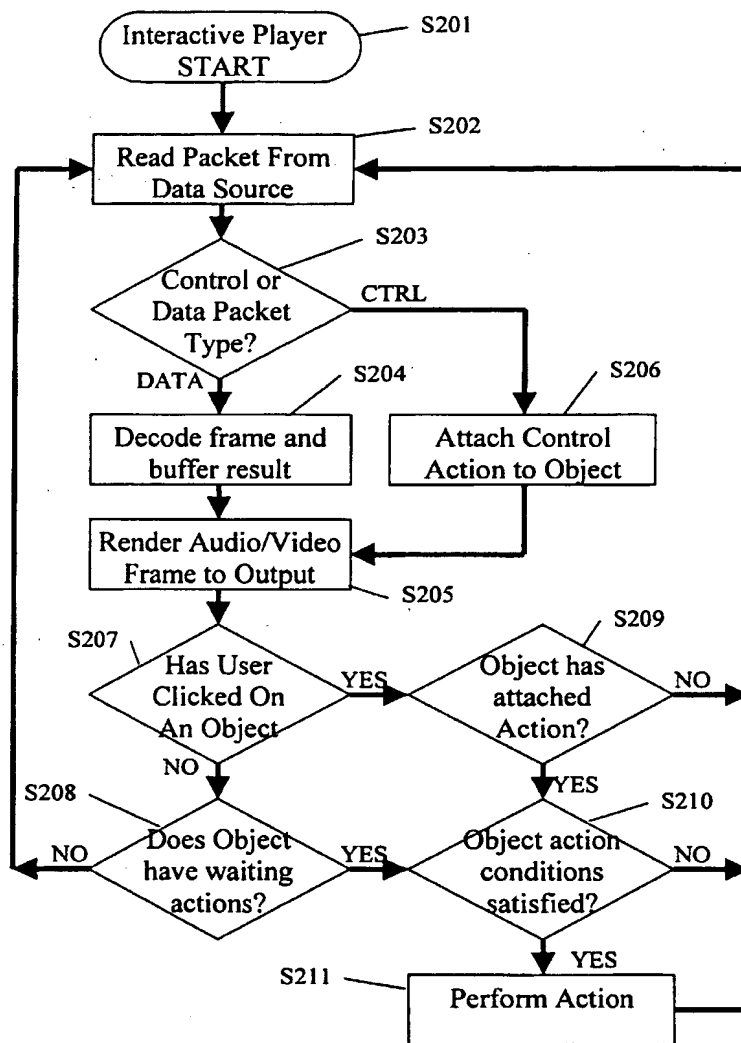 Interactive Player
START
S201
S202
Read Packet From
Data Source
S203
Control or
Data Packet
Type?
CTRL
DATA
S204
S206
Decode frame and
buffer result
Attach Control
Action to Object
Render Audio/Video
Frame to Output
S205
S207
S209
Has User
Clicked On
An Object
YES
Object has
attached
Action?
NO
NO
YES
S208
S210
NO
Does Object
have waiting
actions?
YES
Object action
conditions
satisfied?
NO
YES
S211
Perform Action